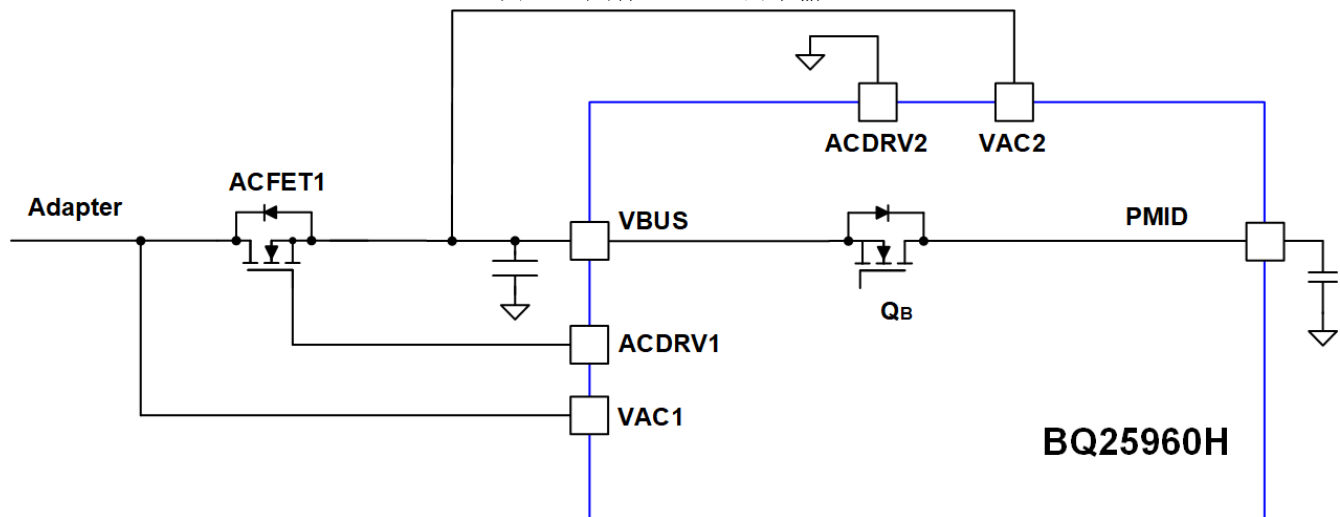 ACDRV2
VAC2
ACFET1
Adapter
VBUS
PMID
QB
ACDRV1
VAC1
BQ25960H